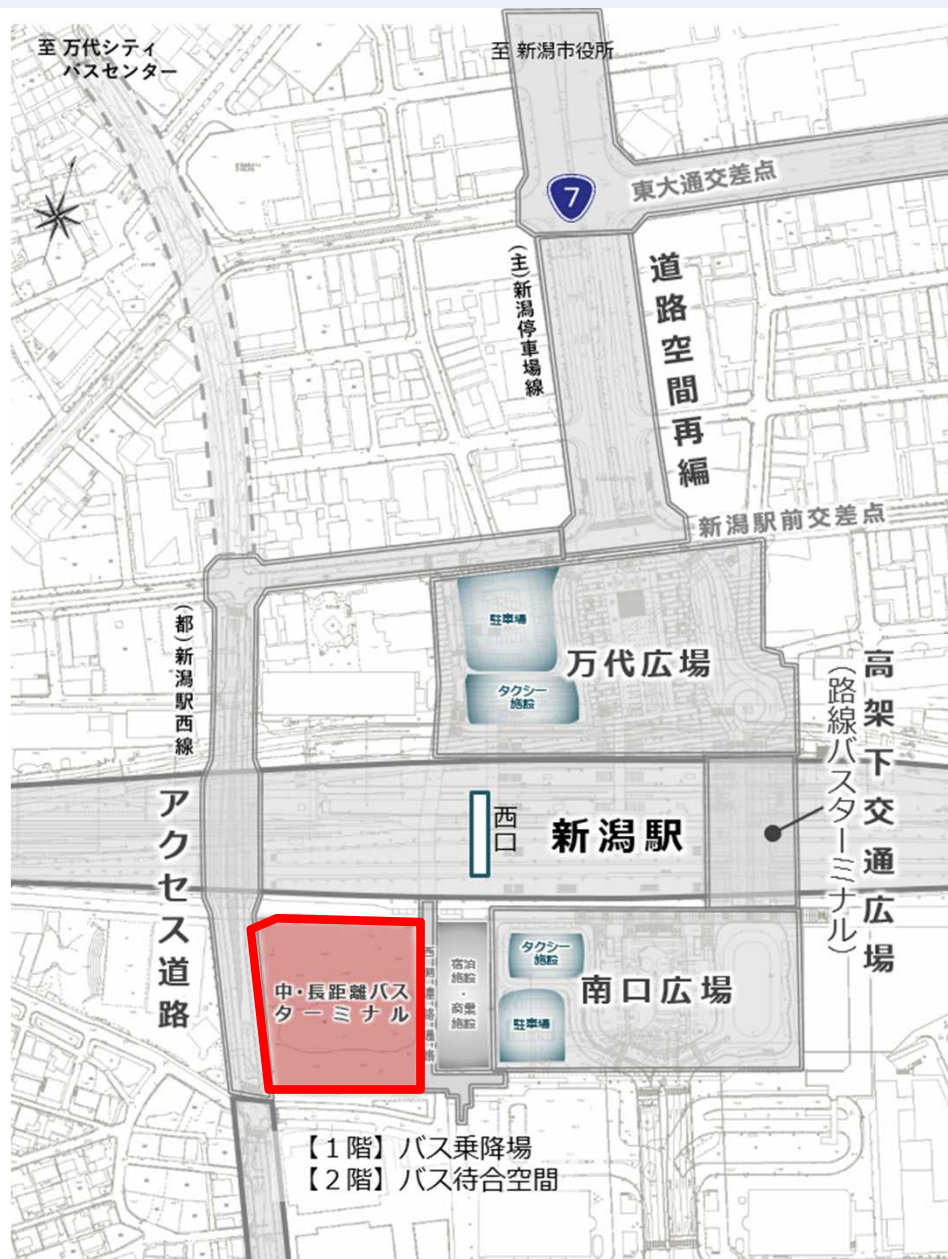 至 万代シティ
バスセンター
至 新潟市役所
7
東大通交差点
(主)新潟停車場線
道路空間再編
新潟駅前交差点
(都)新潟駅西線
駐車場
万代広場
タクシー
施設
高架下交通広場
(路線バスターミナル)
アクセス道路
西口
新潟駅
中・長距離バス
ターミナル
宿泊
施設
・
商業
施設
タクシー
施設
南口広場
駐車場
【1階】バス乗降場
【2階】バス待合空間